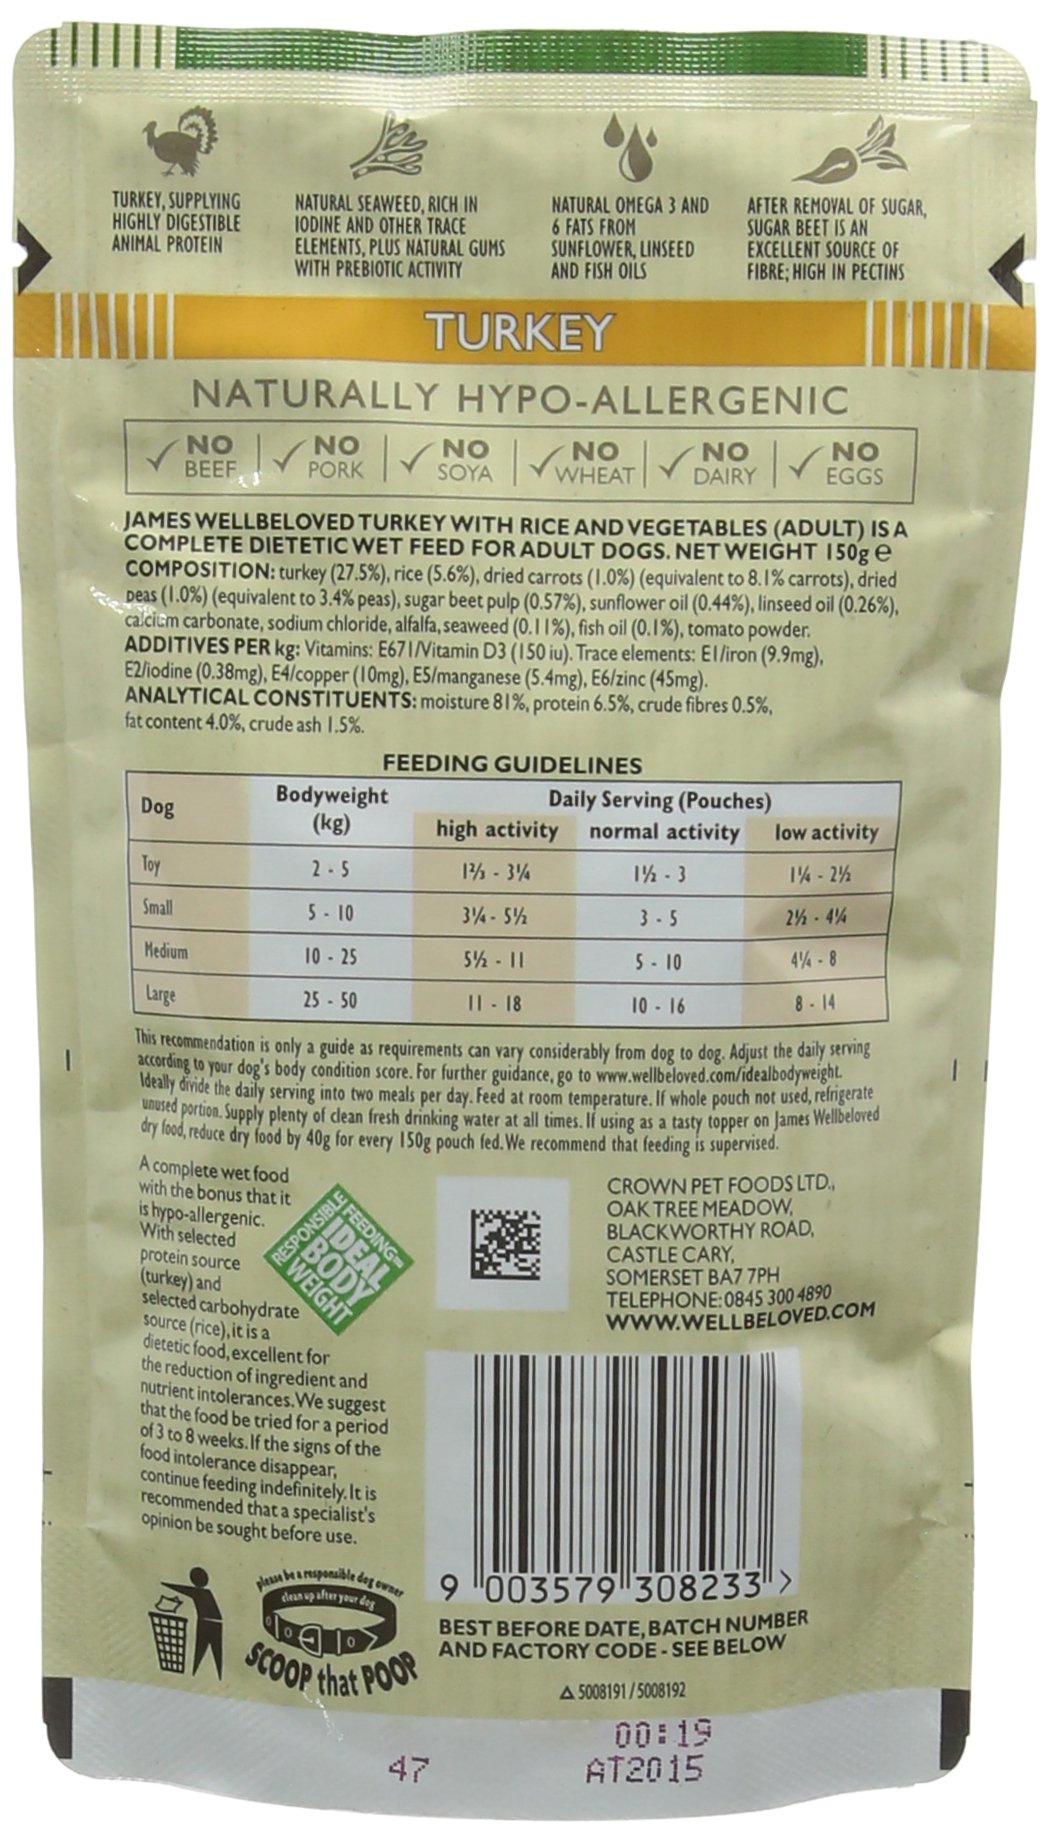 TURKEY, SUPPLYING
HIGHLY DIGESTIBLE
ANIMAL PROTEIN
NATURAL SEAWEED, RICH IN
IODINE AND OTHER TRACE
ELEMENTS, PLUS NATURAL GUMS
WITH PREBIOTIC ACTIVITY
NATURAL OMEGA 3 AND
6 FATS FROM
SUNFLOWER, LINSEED
AND FISH OILS
AFTER REMOVAL OF SUGAR,
SUGAR BEET IS AN
EXCELLENT SOURCE OF
FIBRE; HIGH IN PECTINS
TURKEY
NATURALLY HYPO-ALLERGENIC
NO BEEF
NO PORK
NO SOYA
NO WHEAT
NO DAIRY
NO EGGS
JAMES WELLBELOVED TURKEY WITH RICE AND VEGETABLES (ADULT) IS A
COMPLETE DIETETIC WET FEED FOR ADULT DOGS. NET WEIGHT 150g e
COMPOSITION: turkey (27.5%), rice (5.6%), dried carrots (1.0%) (equivalent to 8.1% carrots), dried
peas (1.0%) (equivalent to 3.4% peas), sugar beet pulp (0.57%), sunflower oil (0.44%), linseed oil (0.26%),
calcium carbonate, sodium chloride, alfalfa, seaweed (0.11%), fish oil (0.1%), tomato powder.
ADDITIVES PER kg: Vitamins: E671/Vitamin D3 (150 iu). Trace elements: E1/iron (9.9mg),
E2/iodine (0.38mg), E4/copper (10mg), E5/manganese (5.4mg), E6/zinc (45mg).
ANALYTICAL CONSTITUENTS: moisture 81%, protein 6.5%, crude fibres 0.5%,
fat content 4.0%, crude ash 1.5%.
FEEDING GUIDELINES
Dog Bodyweight Daily Serving (Pouches)
(kg) high activity normal activity low activity
Toy 2 - 5 1⅔ - 3¼ 1½ - 3 1¼ - 2½
Small 5 - 10 3¼ - 5½ 3 - 5 2½ - 4¼
Medium 10 - 25 5½ - 11 5 - 10 4¼ - 8
Large 25 - 50 11 - 18 10 - 16 8 - 14
This recommendation is only a guide as requirements can vary considerably from dog to dog. Adjust the daily serving
according to your dog's body condition score. For further guidance, go to www.wellbeloved.com/idealbodyweight.
Ideally divide the daily serving into two meals per day. Feed at room temperature. If whole pouch not used, refrigerate
unused portion. Supply plenty of clean fresh drinking water at all times. If using as a tasty topper on James Wellbeloved
dry food, reduce dry food by 40g for every 150g pouch fed. We recommend that feeding is supervised.
A complete wet food
with the bonus that it
is hypo-allergenic.
With selected
protein source
(turkey) and
selected carbohydrate
source (rice), it is a
dietetic food, excellent for
the reduction of ingredient and
nutrient intolerances. We suggest
that the food be tried for a period
of 3 to 8 weeks. If the signs of the
food intolerance disappear,
continue feeding indefinitely. It is
recommended that a specialist's
opinion be sought before use.
RESPONSIBLE FEEDING™
IDEAL
BODY
WEIGHT
CROWN PET FOODS LTD.,
OAK TREE MEADOW,
BLACKWORTHY ROAD,
CASTLE CARY,
SOMERSET BA7 7PH
TELEPHONE: 0845 300 4890
WWW.WELLBELOVED.COM
9 003579 308233 >
BEST BEFORE DATE, BATCH NUMBER
AND FACTORY CODE - SEE BELOW
please be a responsible dog owner
clean up after your dog
SCOOP that POOP
5008191 / 5008192
00:19
47 AT2015